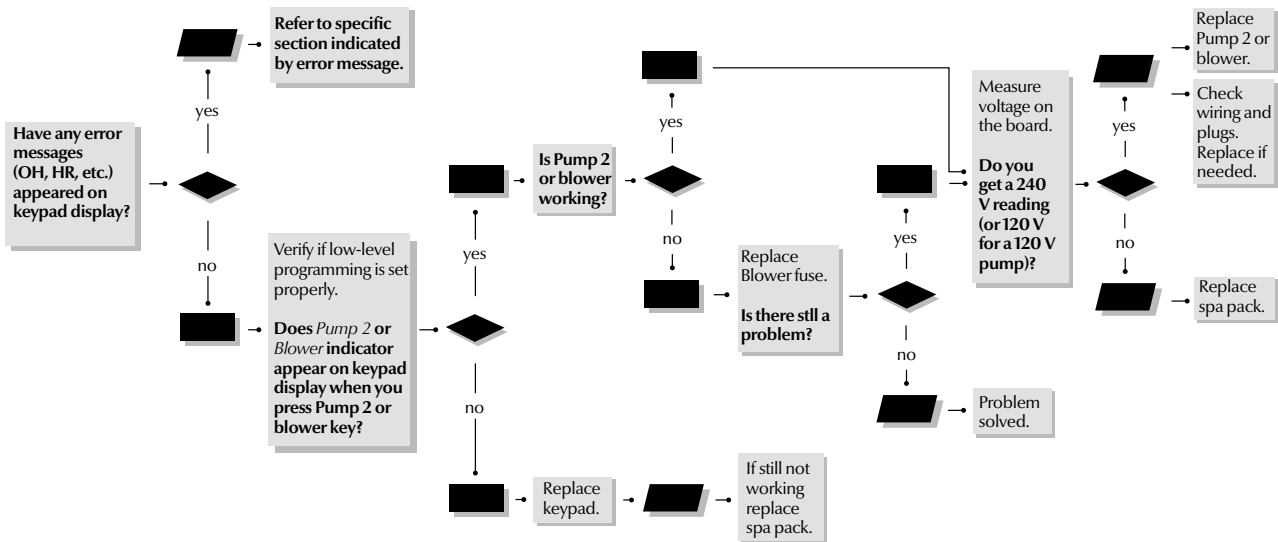 Have any error
messages
(OH, HR, etc.)
appeared on
keypad display?
yes
Refer to specific
section indicated
by error message.
no
Verify if low-level
programming is set
properly.
Does Pump 2 or
Blower indicator
appear on keypad
display when you
press Pump 2 or
blower key?
yes
Is Pump 2
or blower
working?
yes
no
Replace
Blower fuse.
Is there stll a
problem?
yes
Measure
voltage on
the board.
Do you
get a 240
V reading
(or 120 V
for a 120 V
pump)?
yes
Replace
Pump 2 or
blower.
Check
wiring and
plugs.
Replace if
needed.
no
Replace
spa pack.
no
Problem
solved.
no
Replace
keypad.
If still not
working
replace
spa pack.